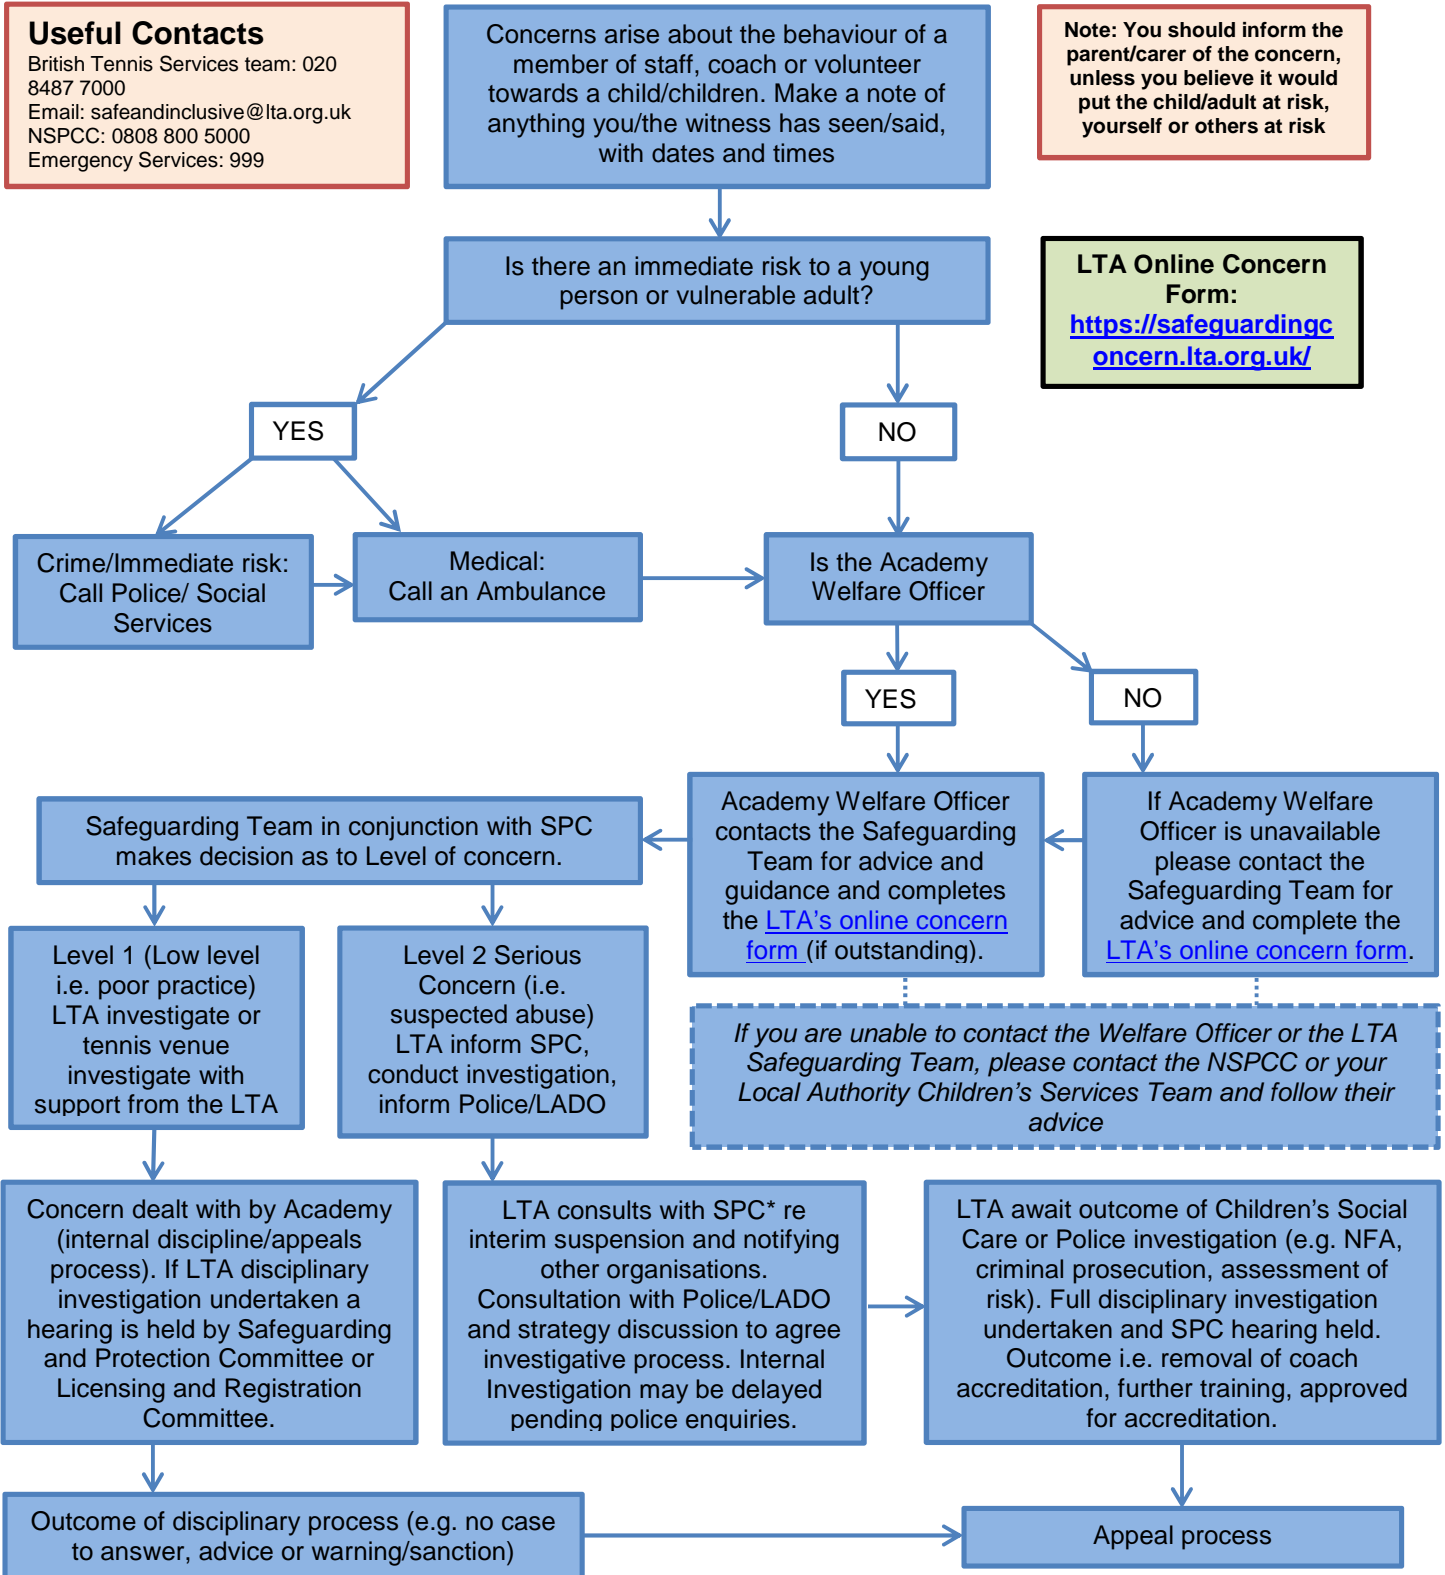 Useful Contacts
British Tennis Services team: 020
8487 7000
Email: safeandinclusive@lta.org.uk
NSPCC: 0808 800 5000
Emergency Services: 999
Concerns arise about the behaviour of a
member of staff, coach or volunteer
towards a child/children. Make a note of
anything you/the witness has seen/said,
with dates and times
Note: You should inform the
parent/carer of the concern,
unless you believe it would
put the child/adult at risk,
yourself or others at risk
Is there an immediate risk to a young
person or vulnerable adult?
LTA Online Concern
Form:
https://safeguardingc
oncern.lta.org.uk/
YES
NO
Crime/Immediate risk:
Call Police/ Social
Services
Medical:
Call an Ambulance
Is the Academy
Welfare Officer
YES
NO
Safeguarding Team in conjunction with SPC
makes decision as to Level of concern.
Academy Welfare Officer
contacts the Safeguarding
Team for advice and
guidance and completes
the LTA's online concern
form (if outstanding).
If Academy Welfare
Officer is unavailable
please contact the
Safeguarding Team for
advice and complete the
LTA's online concern form.
Level 1 (Low level
i.e. poor practice)
LTA investigate or
tennis venue
investigate with
support from the LTA
Level 2 Serious
Concern (i.e.
suspected abuse)
LTA inform SPC,
conduct investigation,
inform Police/LADO
If you are unable to contact the Welfare Officer or the LTA
Safeguarding Team, please contact the NSPCC or your
Local Authority Children's Services Team and follow their
advice
Concern dealt with by Academy
(internal discipline/appeals
process). If LTA disciplinary
investigation undertaken a
hearing is held by Safeguarding
and Protection Committee or
Licensing and Registration
Committee.
LTA consults with SPC* re
interim suspension and notifying
other organisations.
Consultation with Police/LADO
and strategy discussion to agree
investigative process. Internal
Investigation may be delayed
pending police enquiries.
LTA await outcome of Children's Social
Care or Police investigation (e.g. NFA,
criminal prosecution, assessment of
risk). Full disciplinary investigation
undertaken and SPC hearing held.
Outcome i.e. removal of coach
accreditation, further training, approved
for accreditation.
Outcome of disciplinary process (e.g. no case
to answer, advice or warning/sanction)
Appeal process